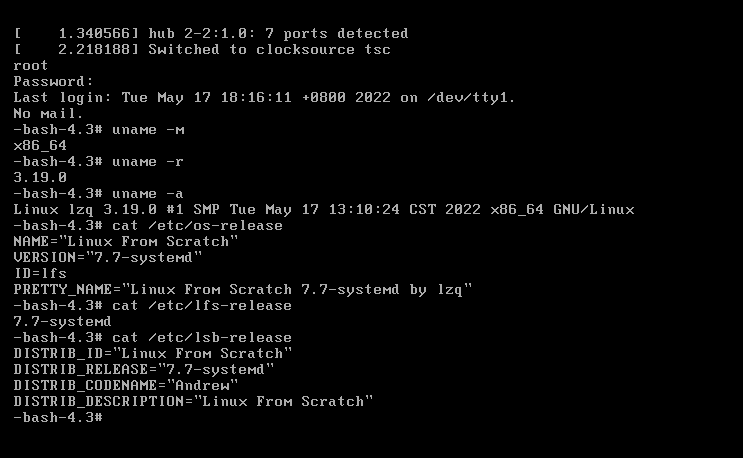 [    1.340566] hub 2-2:1.0: 7 ports detected
[    2.218188] Switched to clocksource tsc
root
Password:
Last login: Tue May 17 18:16:11 +0800 2022 on /dev/tty1.
No mail.
-bash-4.3# uname -m
x86_64
-bash-4.3# uname -r
3.19.0
-bash-4.3# uname -a
Linux lzq 3.19.0 #1 SMP Tue May 17 13:10:24 CST 2022 x86_64 GNU/Linux
-bash-4.3# cat /etc/os-release
NAME="Linux From Scratch"
VERSION="7.7-systemd"
ID=lfs
PRETTY_NAME="Linux From Scratch 7.7-systemd by lzq"
-bash-4.3# cat /etc/lfs-release
7.7-systemd
-bash-4.3# cat /etc/lsb-release
DISTRIB_ID="Linux From Scratch"
DISTRIB_RELEASE="7.7-systemd"
DISTRIB_CODENAME="Andrew"
DISTRIB_DESCRIPTION="Linux From Scratch"
-bash-4.3#